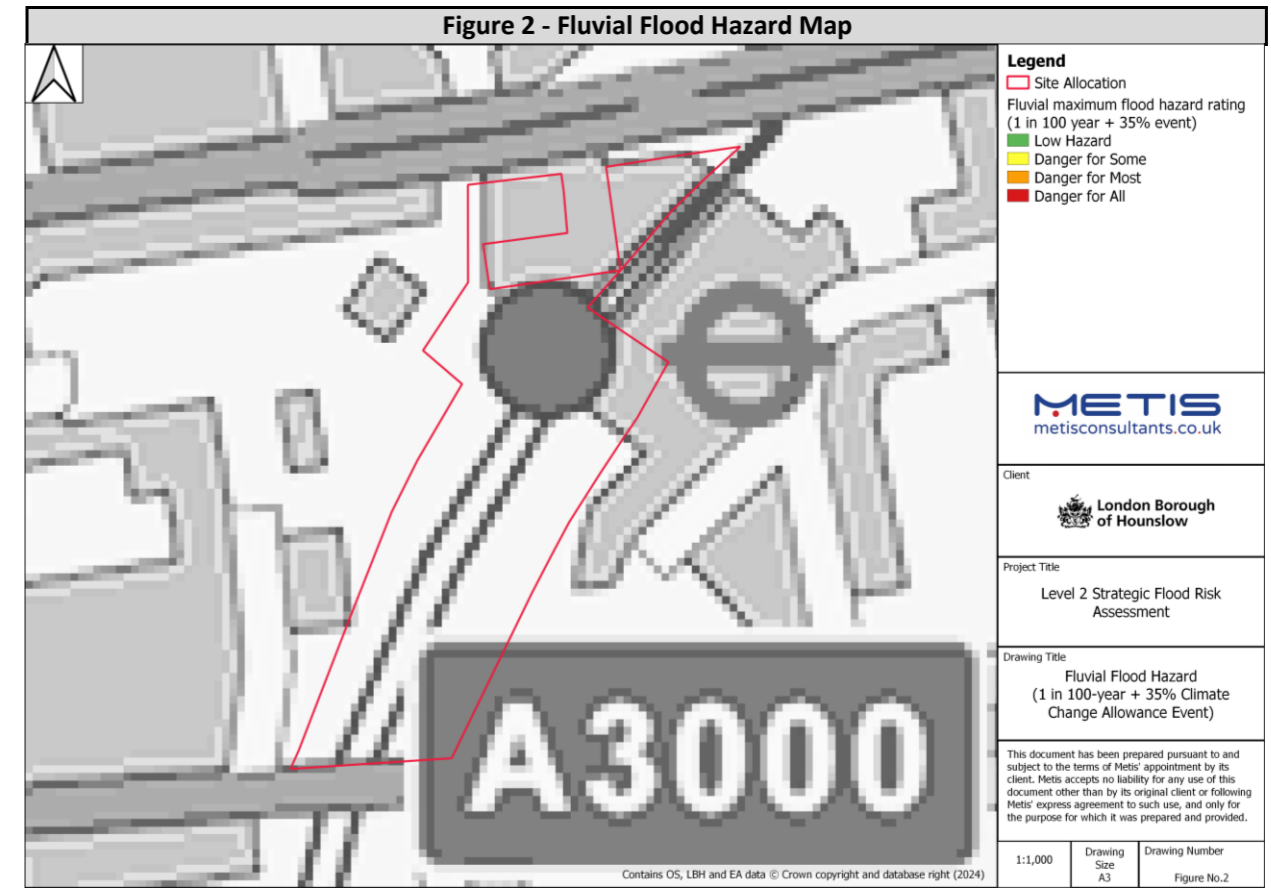 Figure 2 - Fluvial Flood Hazard Map
Legend
Site Allocation
Fluvial maximum flood hazard rating
(1 in 100 year + 35% event)
Low Hazard
Danger for Some
Danger for Most
Danger for All
METIS
metisconsultants.co.uk
Client
London Borough
of Hounslow
Project Title
Level 2 Strategic Flood Risk
Assessment
Drawing Title
Fluvial Flood Hazard
(1 in 100-year + 35% Climate
Change Allowance Event)
This document has been prepared pursuant to and
subject to the terms of Metis' appointment by its
client. Metis accepts no liability for any use of this
document other than by its original client or following
Metis' express agreement to such use, and only for
the purpose for which it was prepared and provided.
1:1,000
Drawing
Size
A3
Drawing Number
Figure No.2
A3000
Contains OS, LBH and EA data © Crown copyright and database right (2024)